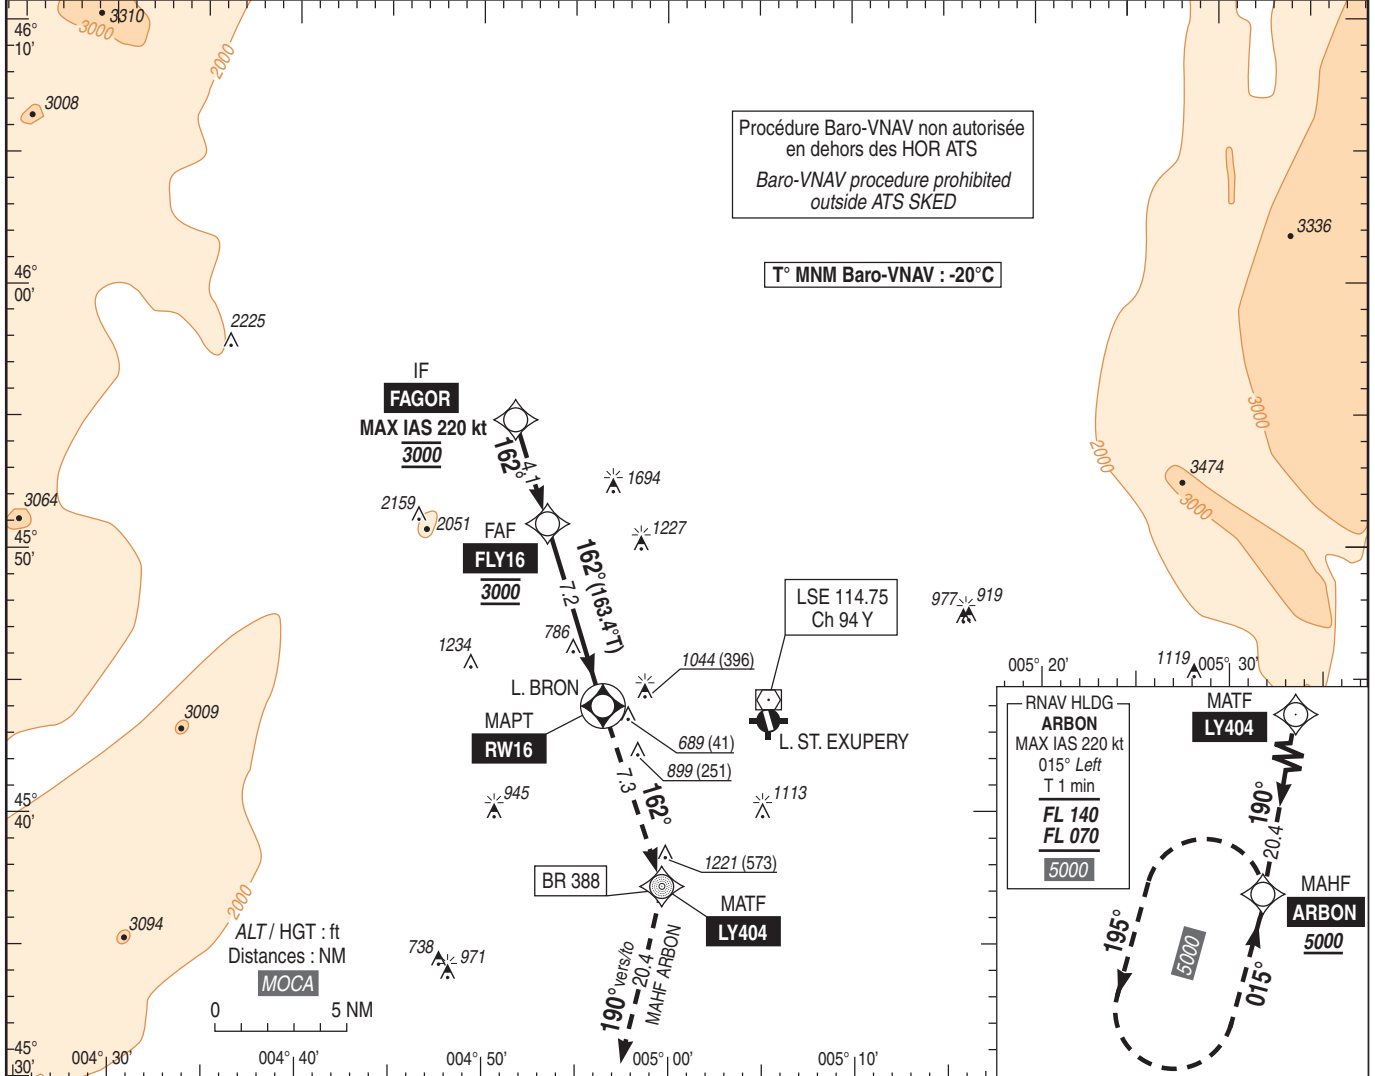 46°
10'
3310
3000
2000
3008
Procédure Baro-VNAV non autorisée
en dehors des HOR ATS
Baro-VNAV procedure prohibited
outside ATS SKED
T° MNM Baro-VNAV : -20°C
3336
46°
00'
2225
IF
FAGOR
MAX IAS 220 kt
3000
162°
4.1
1694
2159
2051
1227
3064
45°
50'
FAF
FLY16
3000
162° (163.4°T)
7.2
2000
3000
3474
3000
LSE 114.75
Ch 94 Y
977
919
786
1234
1044 (396)
L. BRON
MAPT
RW16
689 (41)
899 (251)
L. ST. EXUPERY
3009
7.3
162°
945
1113
45°
40'
1221 (573)
BR 388
MATF
LY404
2000
3094
738
971
190° vers/to
20.4
MAHF ARBON
ALT / HGT : ft
Distances : NM
MOCA
0 5 NM
45°
30'
004° 30'
004° 40'
004° 50'
005° 00'
005° 10'
005° 20'
1119
005° 30'
RNAV HLDG
ARBON
MAX IAS 220 kt
015° Left
T 1 min
FL 140
FL 070
5000
MATF
LY404
190°
20.4
MAHF
ARBON
5000
195°
5000
015°